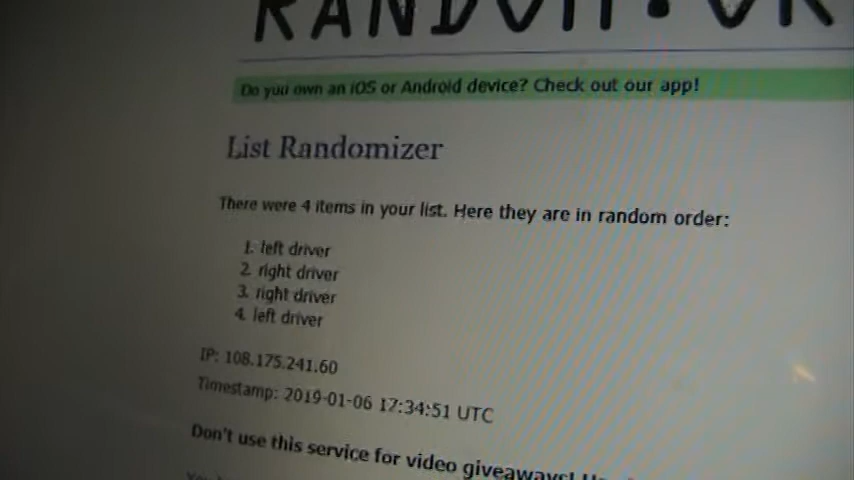 RANDOM.OR
Do you own an iOS or Android device? Check out our app!
List Randomizer
There were 4 items in your list. Here they are in random order:
1. left driver
2. right driver
3. right driver
4. left driver
IP: 108.175.241.60
Timestamp: 2019-01-06 17:34:51 UTC
Don't use this service for video giveaways!